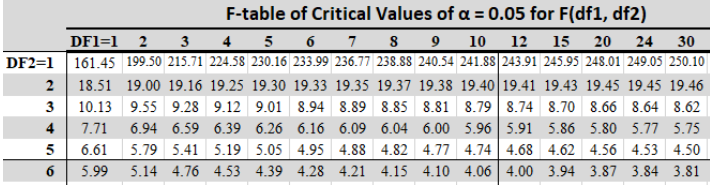 F-table of Critical Values of α = 0.05 for F(df1, df2)
DF1=1 2 3 4 5 6 7 8 9 10 12 15 20 24 30
DF2=1 161.45 199.50 215.71 224.58 230.16 233.99 236.77 238.88 240.54 241.88 243.91 245.95 248.01 249.05 250.10
2 18.51 19.00 19.16 19.25 19.30 19.33 19.35 19.37 19.38 19.40 19.41 19.43 19.45 19.45 19.46
3 10.13 9.55 9.28 9.12 9.01 8.94 8.89 8.85 8.81 8.79 8.74 8.70 8.66 8.64 8.62
4 7.71 6.94 6.59 6.39 6.26 6.16 6.09 6.04 6.00 5.96 5.91 5.86 5.80 5.77 5.75
5 6.61 5.79 5.41 5.19 5.05 4.95 4.88 4.82 4.77 4.74 4.68 4.62 4.56 4.53 4.50
6 5.99 5.14 4.76 4.53 4.39 4.28 4.21 4.15 4.10 4.06 4.00 3.94 3.87 3.84 3.81